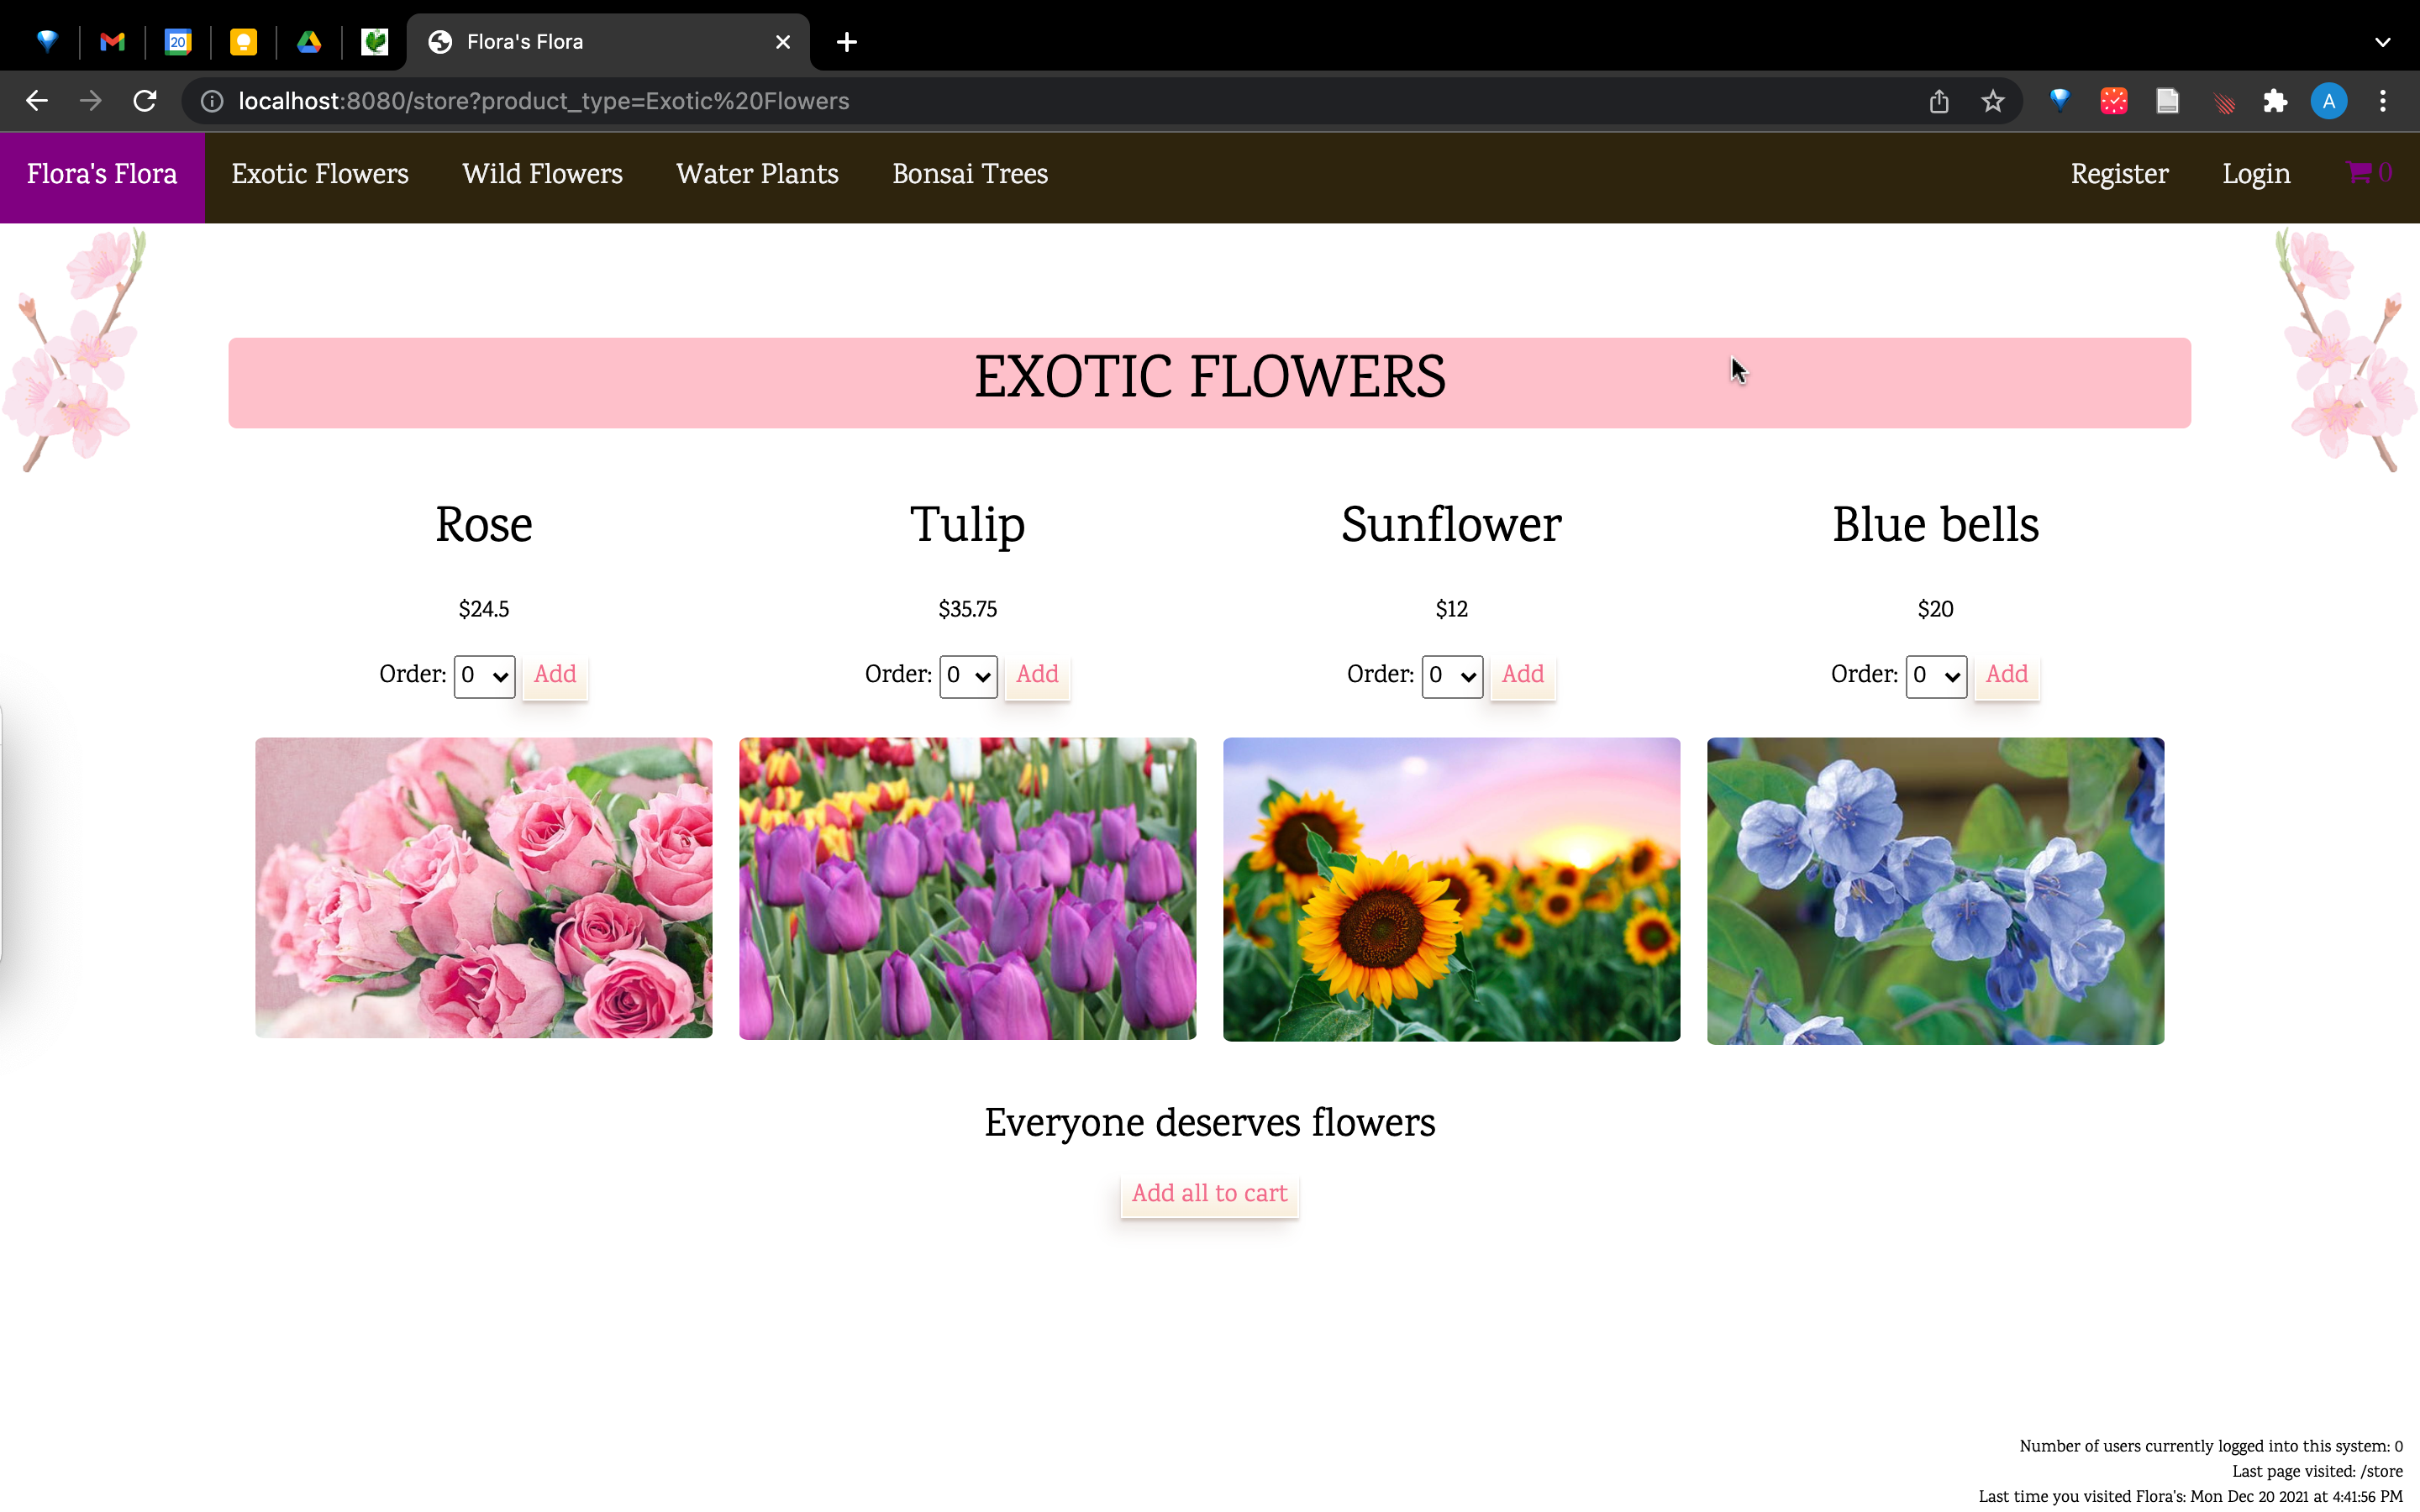 20
Flora's Flora
localhost:8080/store?product_type=Exotic%20Flowers
A
Flora's Flora Exotic Flowers Wild Flowers Water Plants Bonsai Trees Register Login 0
EXOTIC FLOWERS
Rose Tulip Sunflower Blue bells
$24.5 $35.75 $12 $20
Order: 0 Add Order: 0 Add Order: 0 Add Order: 0 Add
Everyone deserves flowers
Add all to cart
Number of users currently logged into this system: 0
Last page visited: /store
Last time you visited Flora's: Mon Dec 20 2021 at 4:41:56 PM